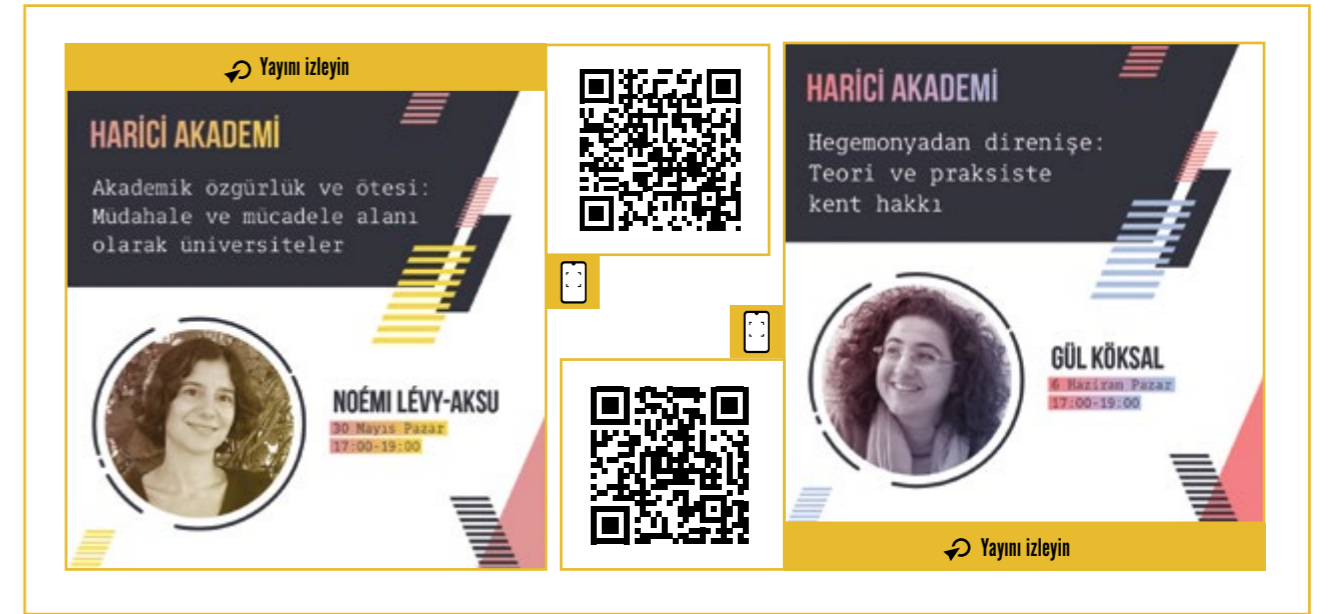 Yayını izleyin
HARİCİ AKADEMİ
Akademik özgürlük ve ötesi:
Müdahale ve mücadele alanı
olarak üniversiteler
NOÉMI LÉVY-AKSU
30 Mayıs Pazar
17:00-19:00
HARİCİ AKADEMİ
Hegemonyadan direnişe:
Teori ve praksiste
kent hakkı
GÜL KÖKSAL
6 Haziran Pazar
17:00-19:00
Yayını izleyin